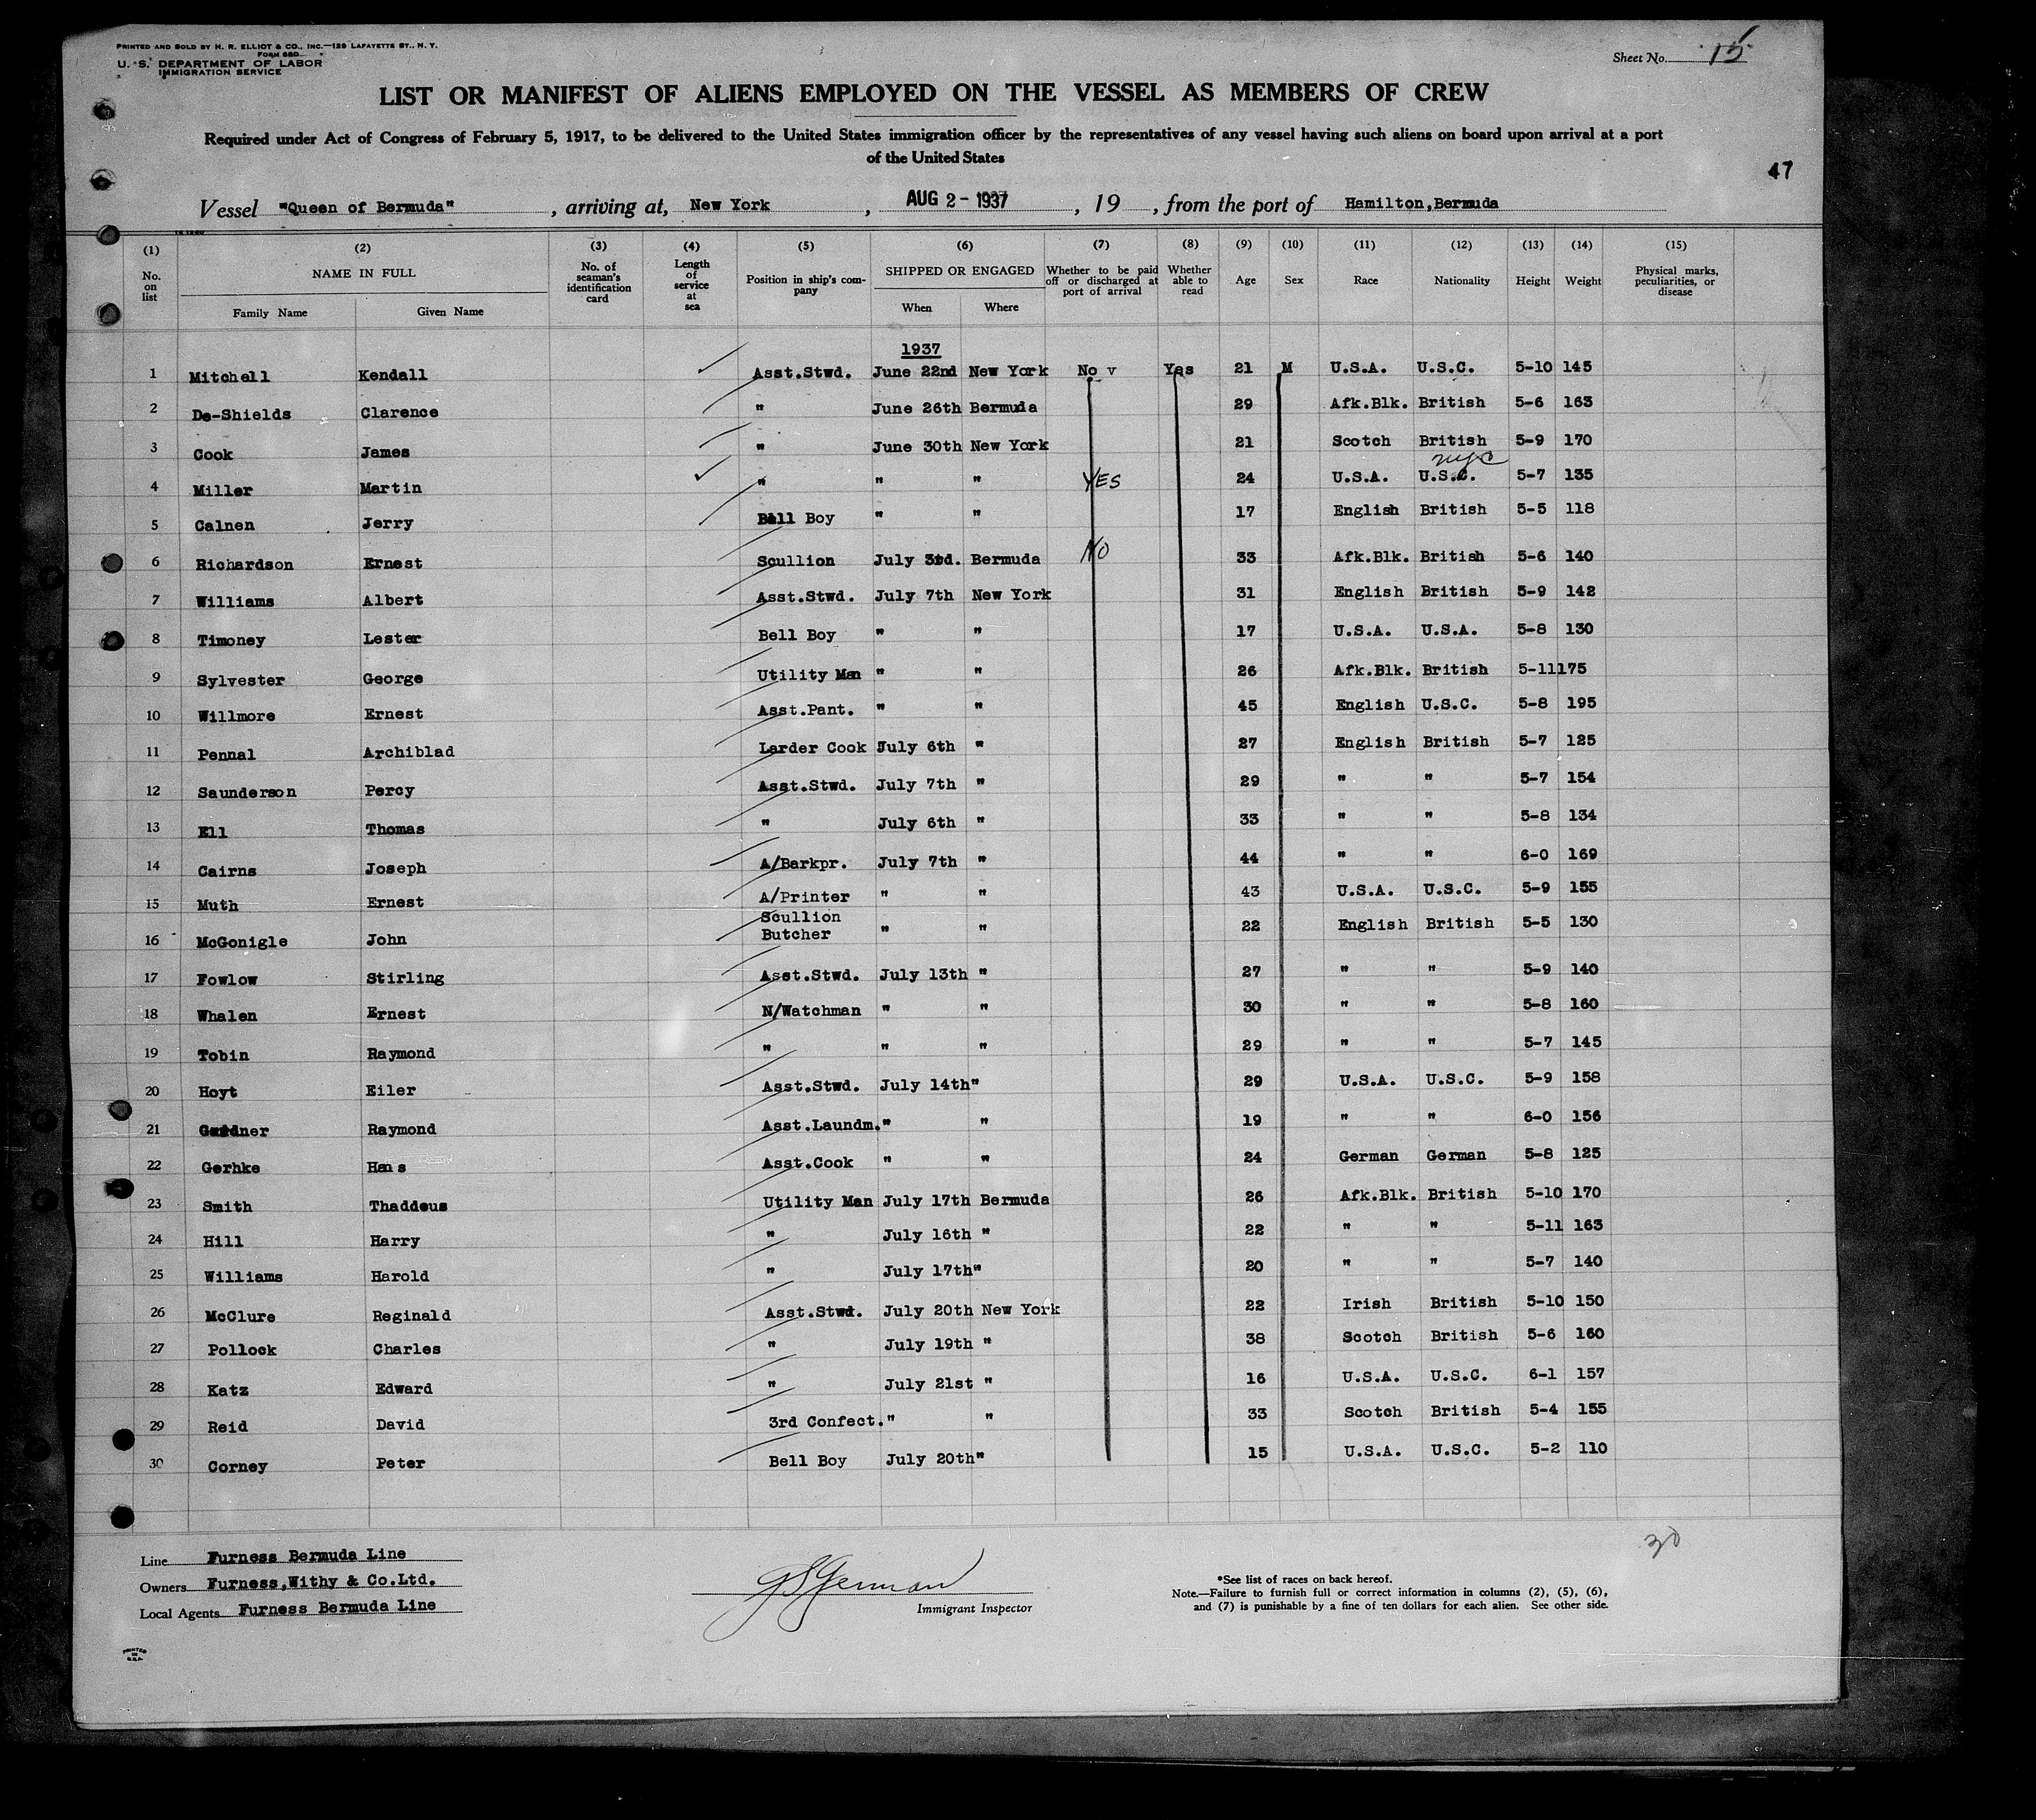 PRINTED AND SOLD BY H. R. ELLIOT & CO., INC.—129 LAFAYETTE ST., N. Y.
FORM 660
U. S. DEPARTMENT OF LABOR
IMMIGRATION SERVICE
Sheet No. 15
LIST OR MANIFEST OF ALIENS EMPLOYED ON THE VESSEL AS MEMBERS OF CREW
Required under Act of Congress of February 5, 1917, to be delivered to the United States immigration officer by the representatives of any vessel having such aliens on board upon arrival at a port
of the United States
47
Vessel "Queen of Bermuda", arriving at, New York, AUG 2 - 1937, 19, from the port of Hamilton,Bermuda
(1) (2) (3) (4) (5) (6) (7) (8) (9) (10) (11) (12) (13) (14) (15)
No. on list NAME IN FULL Family Name Given Name No. of seaman's identification card Length of service at sea Position in ship's company SHIPPED OR ENGAGED When Where Whether to be paid off or discharged at port of arrival Whether able to read Age Sex Race Nationality Height Weight Physical marks, peculiarities, or disease
1937
1 Mitchell Kendall Asst.Stwd. June 22nd New York No v Yes 21 M U.S.A. U.S.C. 5-10 145
2 De-Shields Clarence " June 26th Bermuda 29 Afk.Blk. British 5-6 163
3 Cook James " June 30th New York 21 Scotch British 5-9 170
4 Miller Martin " " " YES 24 U.S.A. U.S.C. 5-7 135
5 Calnen Jerry Bell Boy " " 17 English British 5-5 118
6 Richardson Ernest Scullion July 3rd. Bermuda NO 33 Afk.Blk. British 5-6 140
7 Williams Albert Asst.Stwd. July 7th New York 31 English British 5-9 142
8 Timoney Lester Bell Boy " " 17 U.S.A. U.S.A. 5-8 130
9 Sylvester George Utility Man " " 26 Afk.Blk. British 5-11 175
10 Willmore Ernest Asst.Pant. " " 45 English U.S.C. 5-8 195
11 Pennal Archiblad Larder Cook July 6th " 27 English British 5-7 125
12 Saunderson Percy Asst.Stwd. July 7th " 29 " " 5-7 154
13 Ell Thomas " July 6th " 33 " " 5-8 134
14 Cairns Joseph A/Barkpr. July 7th " 44 " " 6-0 169
15 Muth Ernest A/Printer " " 43 U.S.A. U.S.C. 5-9 155
16 McGonigle John Scullion Butcher " " 22 English British 5-5 130
17 Fowlow Stirling Asst.Stwd. July 13th " 27 " " 5-9 140
18 Whalen Ernest N/Watchman " " 30 " " 5-8 160
19 Tobin Raymond " " " 29 " " 5-7 145
20 Hoyt Eiler Asst.Stwd. July 14th " 29 U.S.A. U.S.C. 5-9 158
21 Gardner Raymond Asst.Laundm. " " 19 " " 6-0 156
22 Gerhke Hans Asst.Cook " " 24 German German 5-8 125
23 Smith Thaddeus Utility Man July 17th Bermuda 26 Afk.Blk. British 5-10 170
24 Hill Harry " July 16th " 22 " " 5-11 163
25 Williams Harold " July 17th " 20 " " 5-7 140
26 McClure Reginald Asst.Stwd. July 20th New York 22 Irish British 5-10 150
27 Pollock Charles " July 19th " 38 Scotch British 5-6 160
28 Katz Edward " July 21st " 16 U.S.A. U.S.C. 6-1 157
29 Reid David 3rd Confect. " " 33 Scotch British 5-4 155
30 Corney Peter Bell Boy July 20th " 15 U.S.A. U.S.C. 5-2 110
30
Line Furness Bermuda Line
Owners Furness,Withy & Co.Ltd.
Local Agents Furness Bermuda Line
Immigrant Inspector
*See list of races on back hereof.
Note.—Failure to furnish full or correct information in columns (2), (5), (6),
and (7) is punishable by a fine of ten dollars for each alien. See other side.
PRINTED
IN
U.S.A.